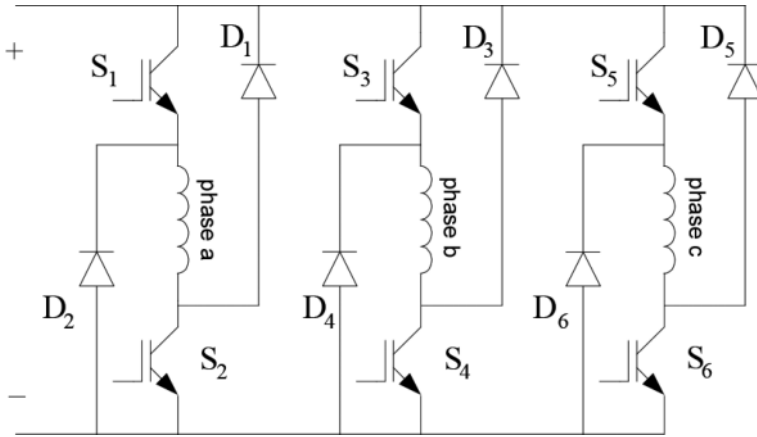 +
S1
D1
S3
D3
S5
D5
phase a
phase b
phase c
D2
D4
D6
S2
S4
S6
−